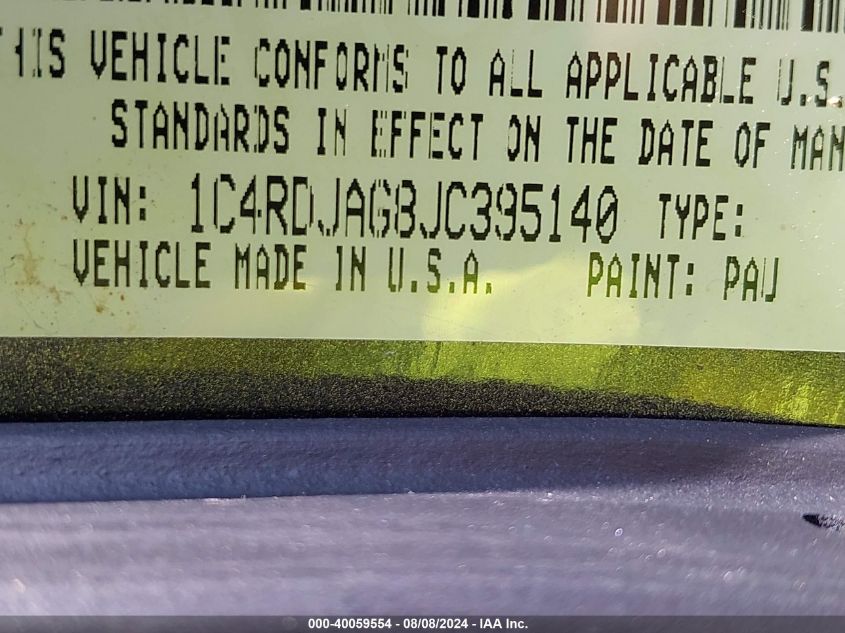 THIS VEHICLE CONFORMS TO ALL APPLICABLE U.S.
STANDARDS IN EFFECT ON THE DATE OF MAN
VIN: 1C4RDJAG8JC395140 TYPE:
VEHICLE MADE IN U.S.A. PAINT: PAU
000-40059554 - 08/08/2024 - IAA Inc.